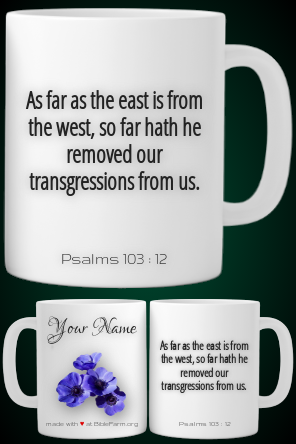 As far as the east is from
the west, so far hath he
removed our
transgressions from us.
Psalms 103 : 12
Your Name
made with ♥ at BibleFarm.org
As far as the east is from
the west, so far hath he
removed our
transgressions from us.
Psalms 103 : 12